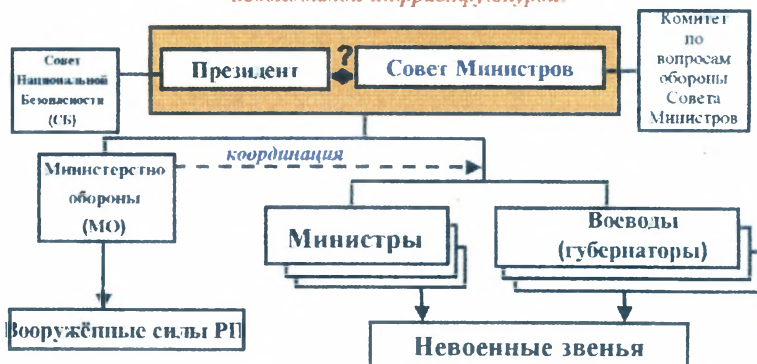 Совет
Национальной
Безопасности
(СБ)
Президент
?
Совет Министров
Комитет
по
вопросам
обороны
Совета
Министров
координация
Министерство
обороны
(МО)
Министры
Воеводы
(губернаторы)
Вооружённые силы РП
Невоенные звенья